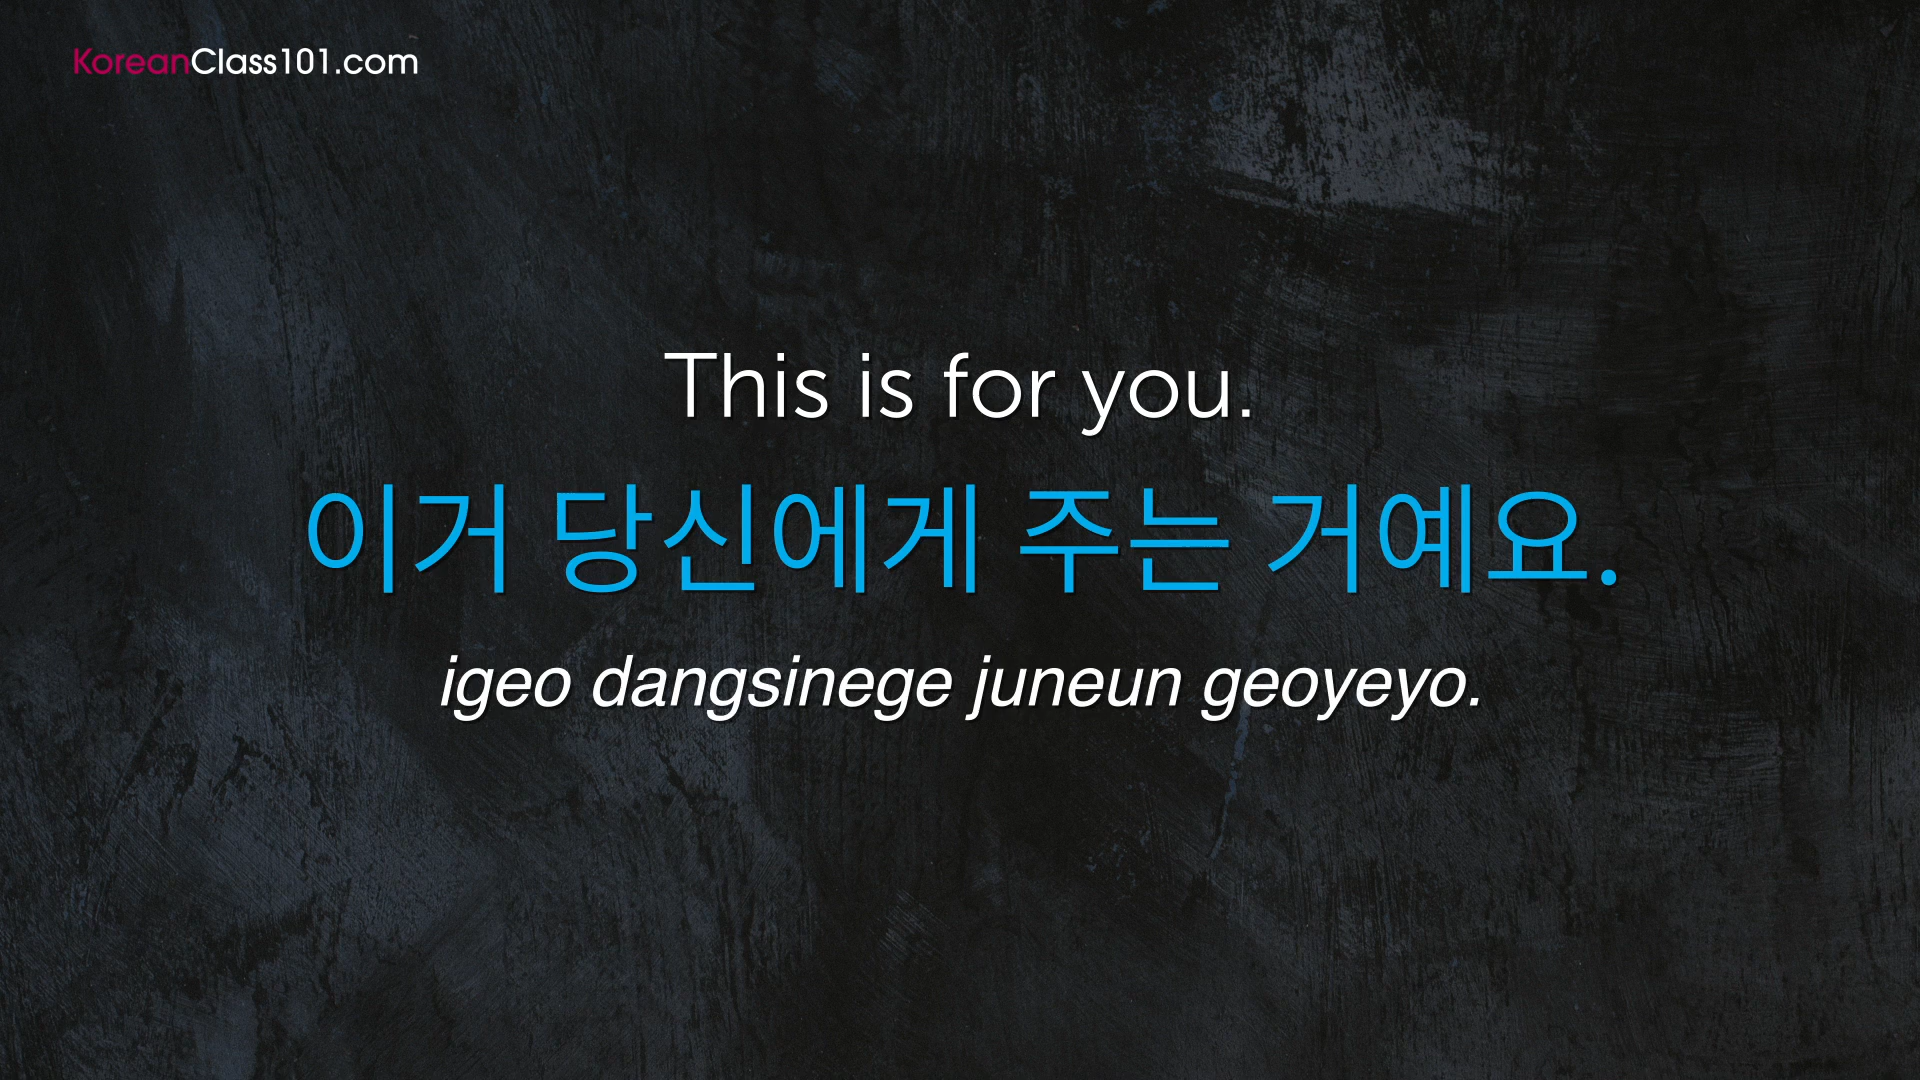 KoreanClass101.com
This is for you.
이거 당신에게 주는 거예요.
igeo dangsinege juneun geoyeyo.